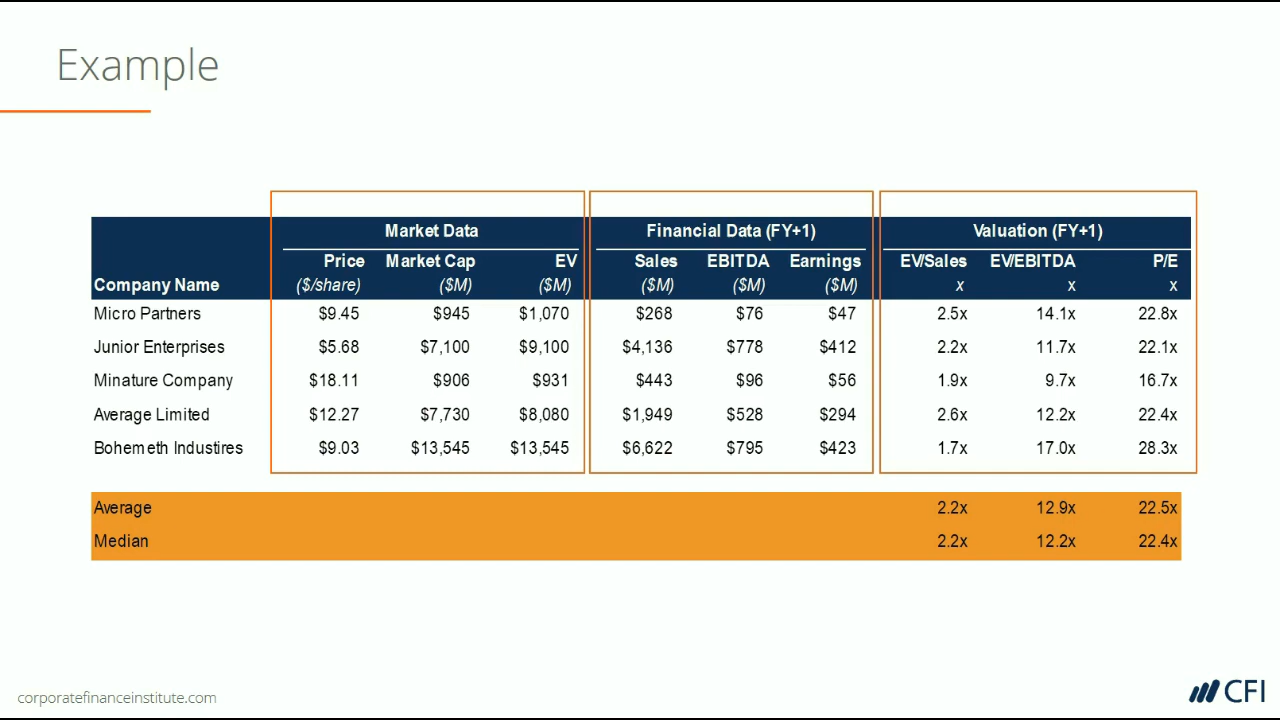 Example
Market Data Financial Data (FY+1) Valuation (FY+1)
Price Market Cap EV Sales EBITDA Earnings EV/Sales EV/EBITDA P/E
Company Name ($/share) ($M) ($M) ($M) ($M) ($M) x x x
Micro Partners $9.45 $945 $1,070 $268 $76 $47 2.5x 14.1x 22.8x
Junior Enterprises $5.68 $7,100 $9,100 $4,136 $778 $412 2.2x 11.7x 22.1x
Minature Company $18.11 $906 $931 $443 $96 $56 1.9x 9.7x 16.7x
Average Limited $12.27 $7,730 $8,080 $1,949 $528 $294 2.6x 12.2x 22.4x
Bohemeth Industires $9.03 $13,545 $13,545 $6,622 $795 $423 1.7x 17.0x 28.3x
Average 2.2x 12.9x 22.5x
Median 2.2x 12.2x 22.4x
corporatefinanceinstitute.com CFI